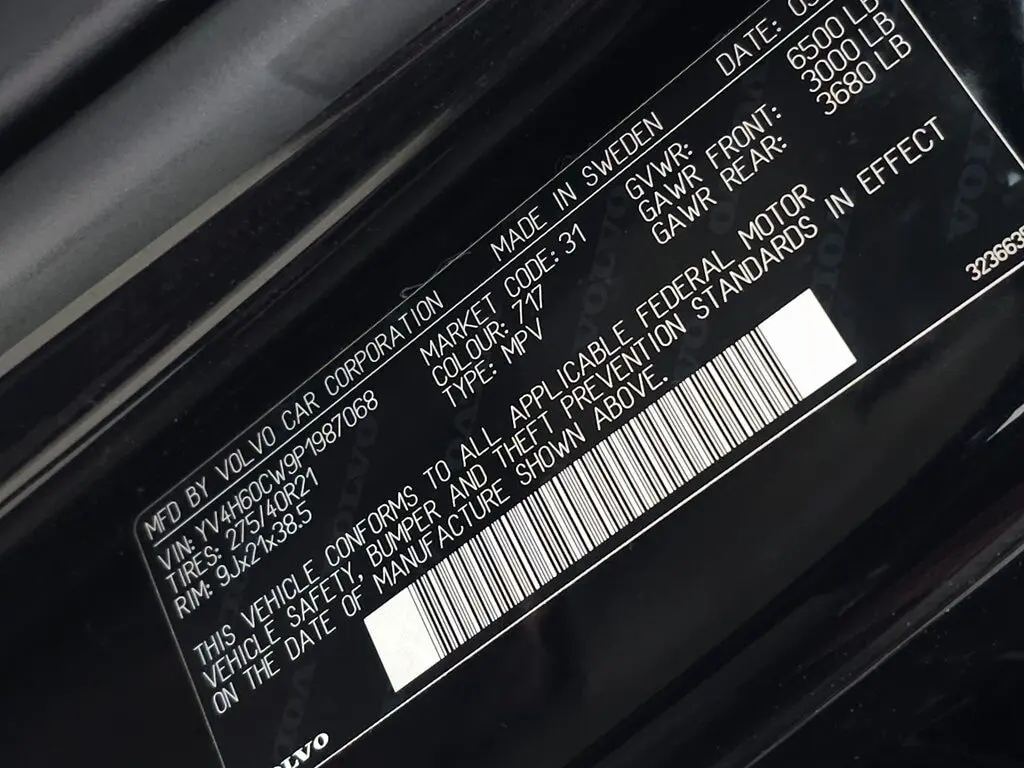 MFD BY VOLVO CAR CORPORATION MADE IN SWEDEN DATE:
VIN: YV4H60CW9P1987068 MARKET CODE: 31 GVWR: 6500 LB
TIRES: 275/40R21 COLOUR: 717 GAWR FRONT: 3000 LB
RIM: 9Jx21x38.5 TYPE: MPV GAWR REAR: 3680 LB
THIS VEHICLE CONFORMS TO ALL APPLICABLE FEDERAL MOTOR
VEHICLE SAFETY, BUMPER AND THEFT PREVENTION STANDARDS IN EFFECT
ON THE DATE OF MANUFACTURE SHOWN ABOVE.
VOLVO